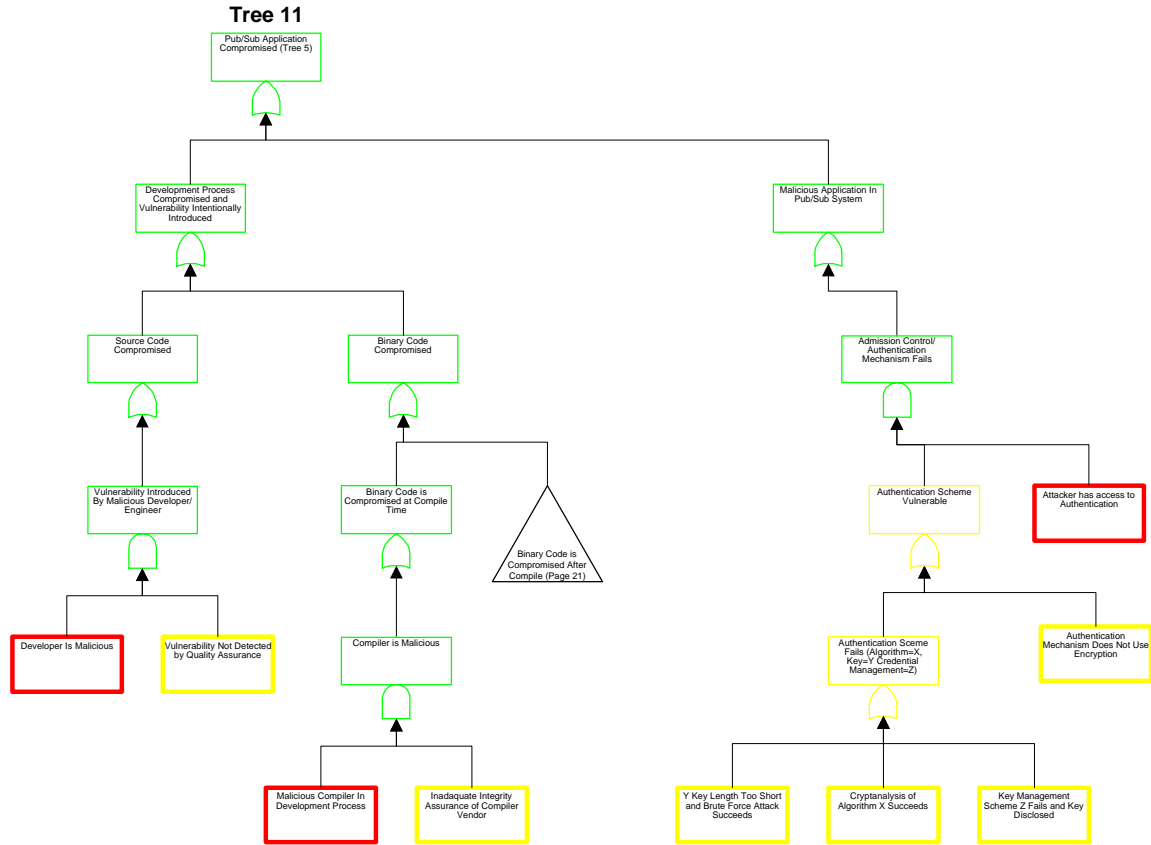 Tree 11
Pub/Sub Application
Compromised (Tree 5)
Development Process
Compromised and
Vulnerability Intentionally
Introduced
Malicious Application In
Pub/Sub System
Source Code
Compromised
Binary Code
Compromised
Admission Control/
Authentication
Mechanism Fails
Vulnerability Introduced
By Malicious Developer/
Engineer
Binary Code is
Compromised at Compile
Time
Binary Code is
Compromised After
Compile (Page 21)
Authentication Scheme
Vulnerable
Attacker has access to
Authentication
Developer Is Malicious
Vulnerability Not Detected
by Quality Assurance
Compiler is Malicious
Authentication Sceme
Fails (Algorithm=X,
Key=Y Credential
Management=Z)
Authentication
Mechanism Does Not Use
Encryption
Malicious Compiler In
Development Process
Inadaquate Integrity
Assurance of Compiler
Vendor
Y Key Length Too Short
and Brute Force Attack
Succeeds
Cryptanalysis of
Algorithm X Succeeds
Key Management
Scheme Z Fails and Key
Disclosed